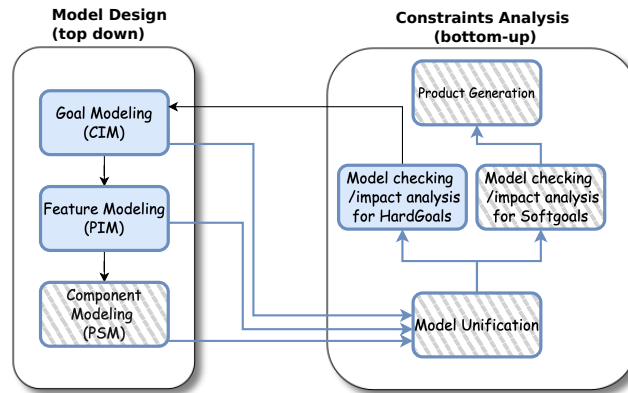 Model Design
(top down)
Goal Modeling
(CIM)
Feature Modeling
(PIM)
Component
Modeling
(PSM)
Constraints Analysis
(bottom-up)
Product Generation
Model checking
/impact analysis
for HardGoals
Model checking
/impact analysis
for Softgoals
Model Unification